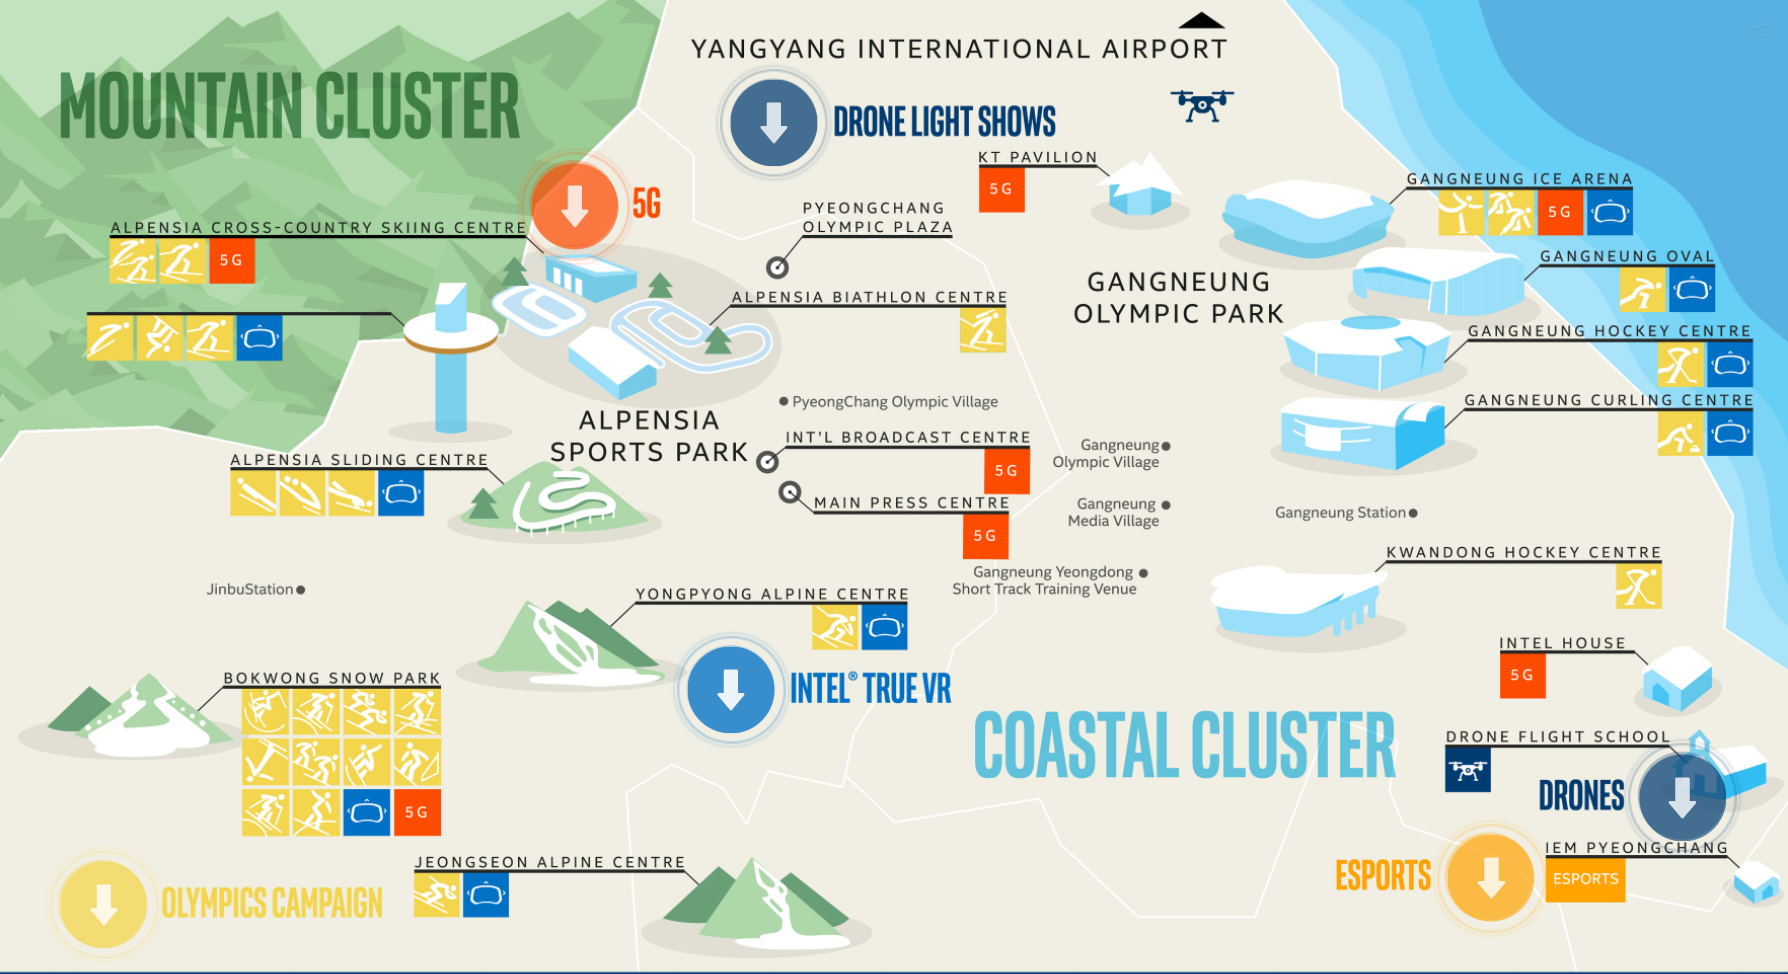 YANGYANG INTERNATIONAL AIRPORT
MOUNTAIN CLUSTER
DRONE LIGHT SHOWS
KT PAVILION
5G
GANGNEUNG ICE ARENA
5G
5G
PYEONGCHANG
OLYMPIC PLAZA
ALPENSIA CROSS-COUNTRY SKIING CENTRE
5G
GANGNEUNG OVAL
GANGNEUNG
OLYMPIC PARK
ALPENSIA BIATHLON CENTRE
GANGNEUNG HOCKEY CENTRE
GANGNEUNG CURLING CENTRE
PyeongChang Olympic Village
ALPENSIA
SPORTS PARK
INT'L BROADCAST CENTRE
5G
Gangneung
Olympic Village
ALPENSIA SLIDING CENTRE
MAIN PRESS CENTRE
5G
Gangneung
Media Village
Gangneung Station
KWANDONG HOCKEY CENTRE
Gangneung Yeongdong
Short Track Training Venue
JinbuStation
YONGPYONG ALPINE CENTRE
INTEL HOUSE
5G
BOKWONG SNOW PARK
5G
INTEL® TRUE VR
COASTAL CLUSTER
DRONE FLIGHT SCHOOL
DRONES
IEM PYEONGCHANG
ESPORTS
ESPORTS
JEONGSEON ALPINE CENTRE
OLYMPICS CAMPAIGN